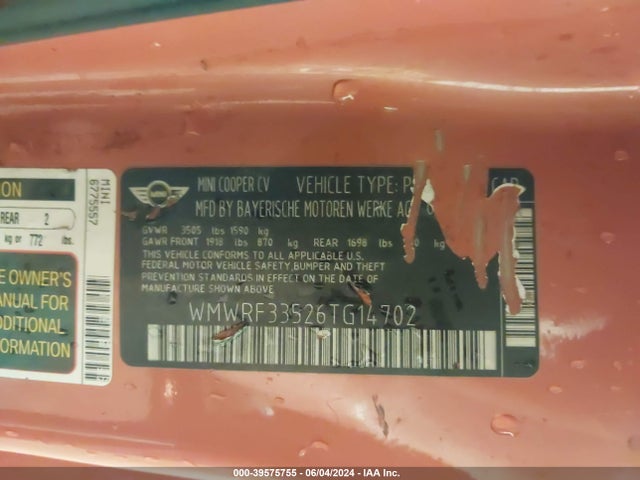 ION
REAR 2
kg or 772 lbs.
E OWNER'S
ANUAL FOR
DDITIONAL
MINI
6775557
MINI
MINI COOPER CV VEHICLE TYPE:
MFD BY BAYERISCHE MOTOREN WERKE AG
GVWR 3505 lbs 1590 kg
GAWR FRONT 1918 lbs 870 kg REAR 1698 lbs kg
THIS VEHICLE CONFORMS TO ALL APPLICABLE U.S.
FEDERAL MOTOR VEHICLE SAFETY,BUMPER AND THEFT
PREVENTION STANDARDS IN EFFECT ON THE DATE OF
MANUFACTURE SHOWN ABOVE.
WMWRF33526TG14702
000-39575755 - 06/04/2024 - IAA Inc.